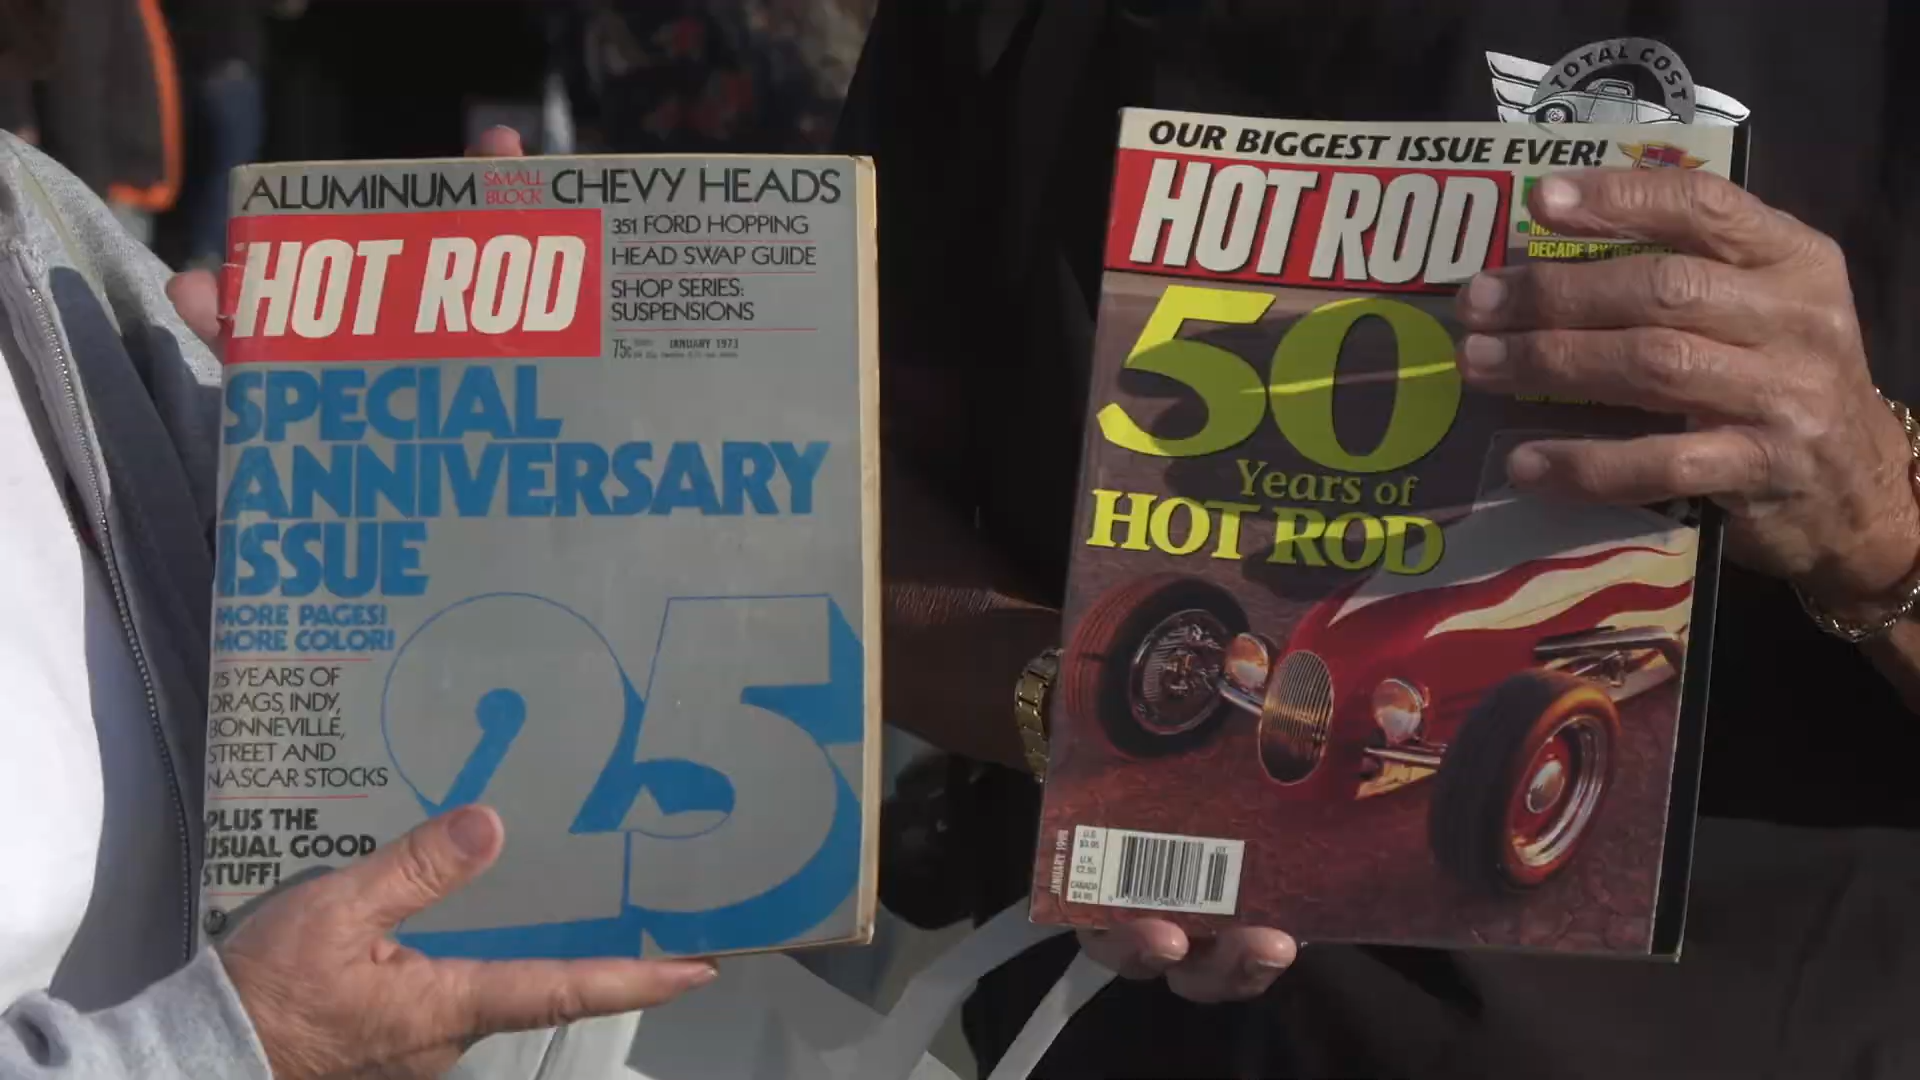 ALUMINUM SMALL BLOCK CHEVY HEADS
HOT ROD
351 FORD HOPPING
HEAD SWAP GUIDE
SHOP SERIES:
SUSPENSIONS
75¢ JANUARY 1973
SPECIAL
ANNIVERSARY
ISSUE
MORE PAGES!
MORE COLOR!
25 YEARS OF
DRAGS, INDY,
BONNEVILLE,
STREET AND
NASCAR STOCKS
PLUS THE
USUAL GOOD
STUFF!
25
TOTAL COST
OUR BIGGEST ISSUE EVER!
HOT ROD
DECADE BY DECADE!
50
Years of
HOT ROD
JANUARY 1998
U.S.
$3.95
U.K.
£2.50
CANADA
$4.95